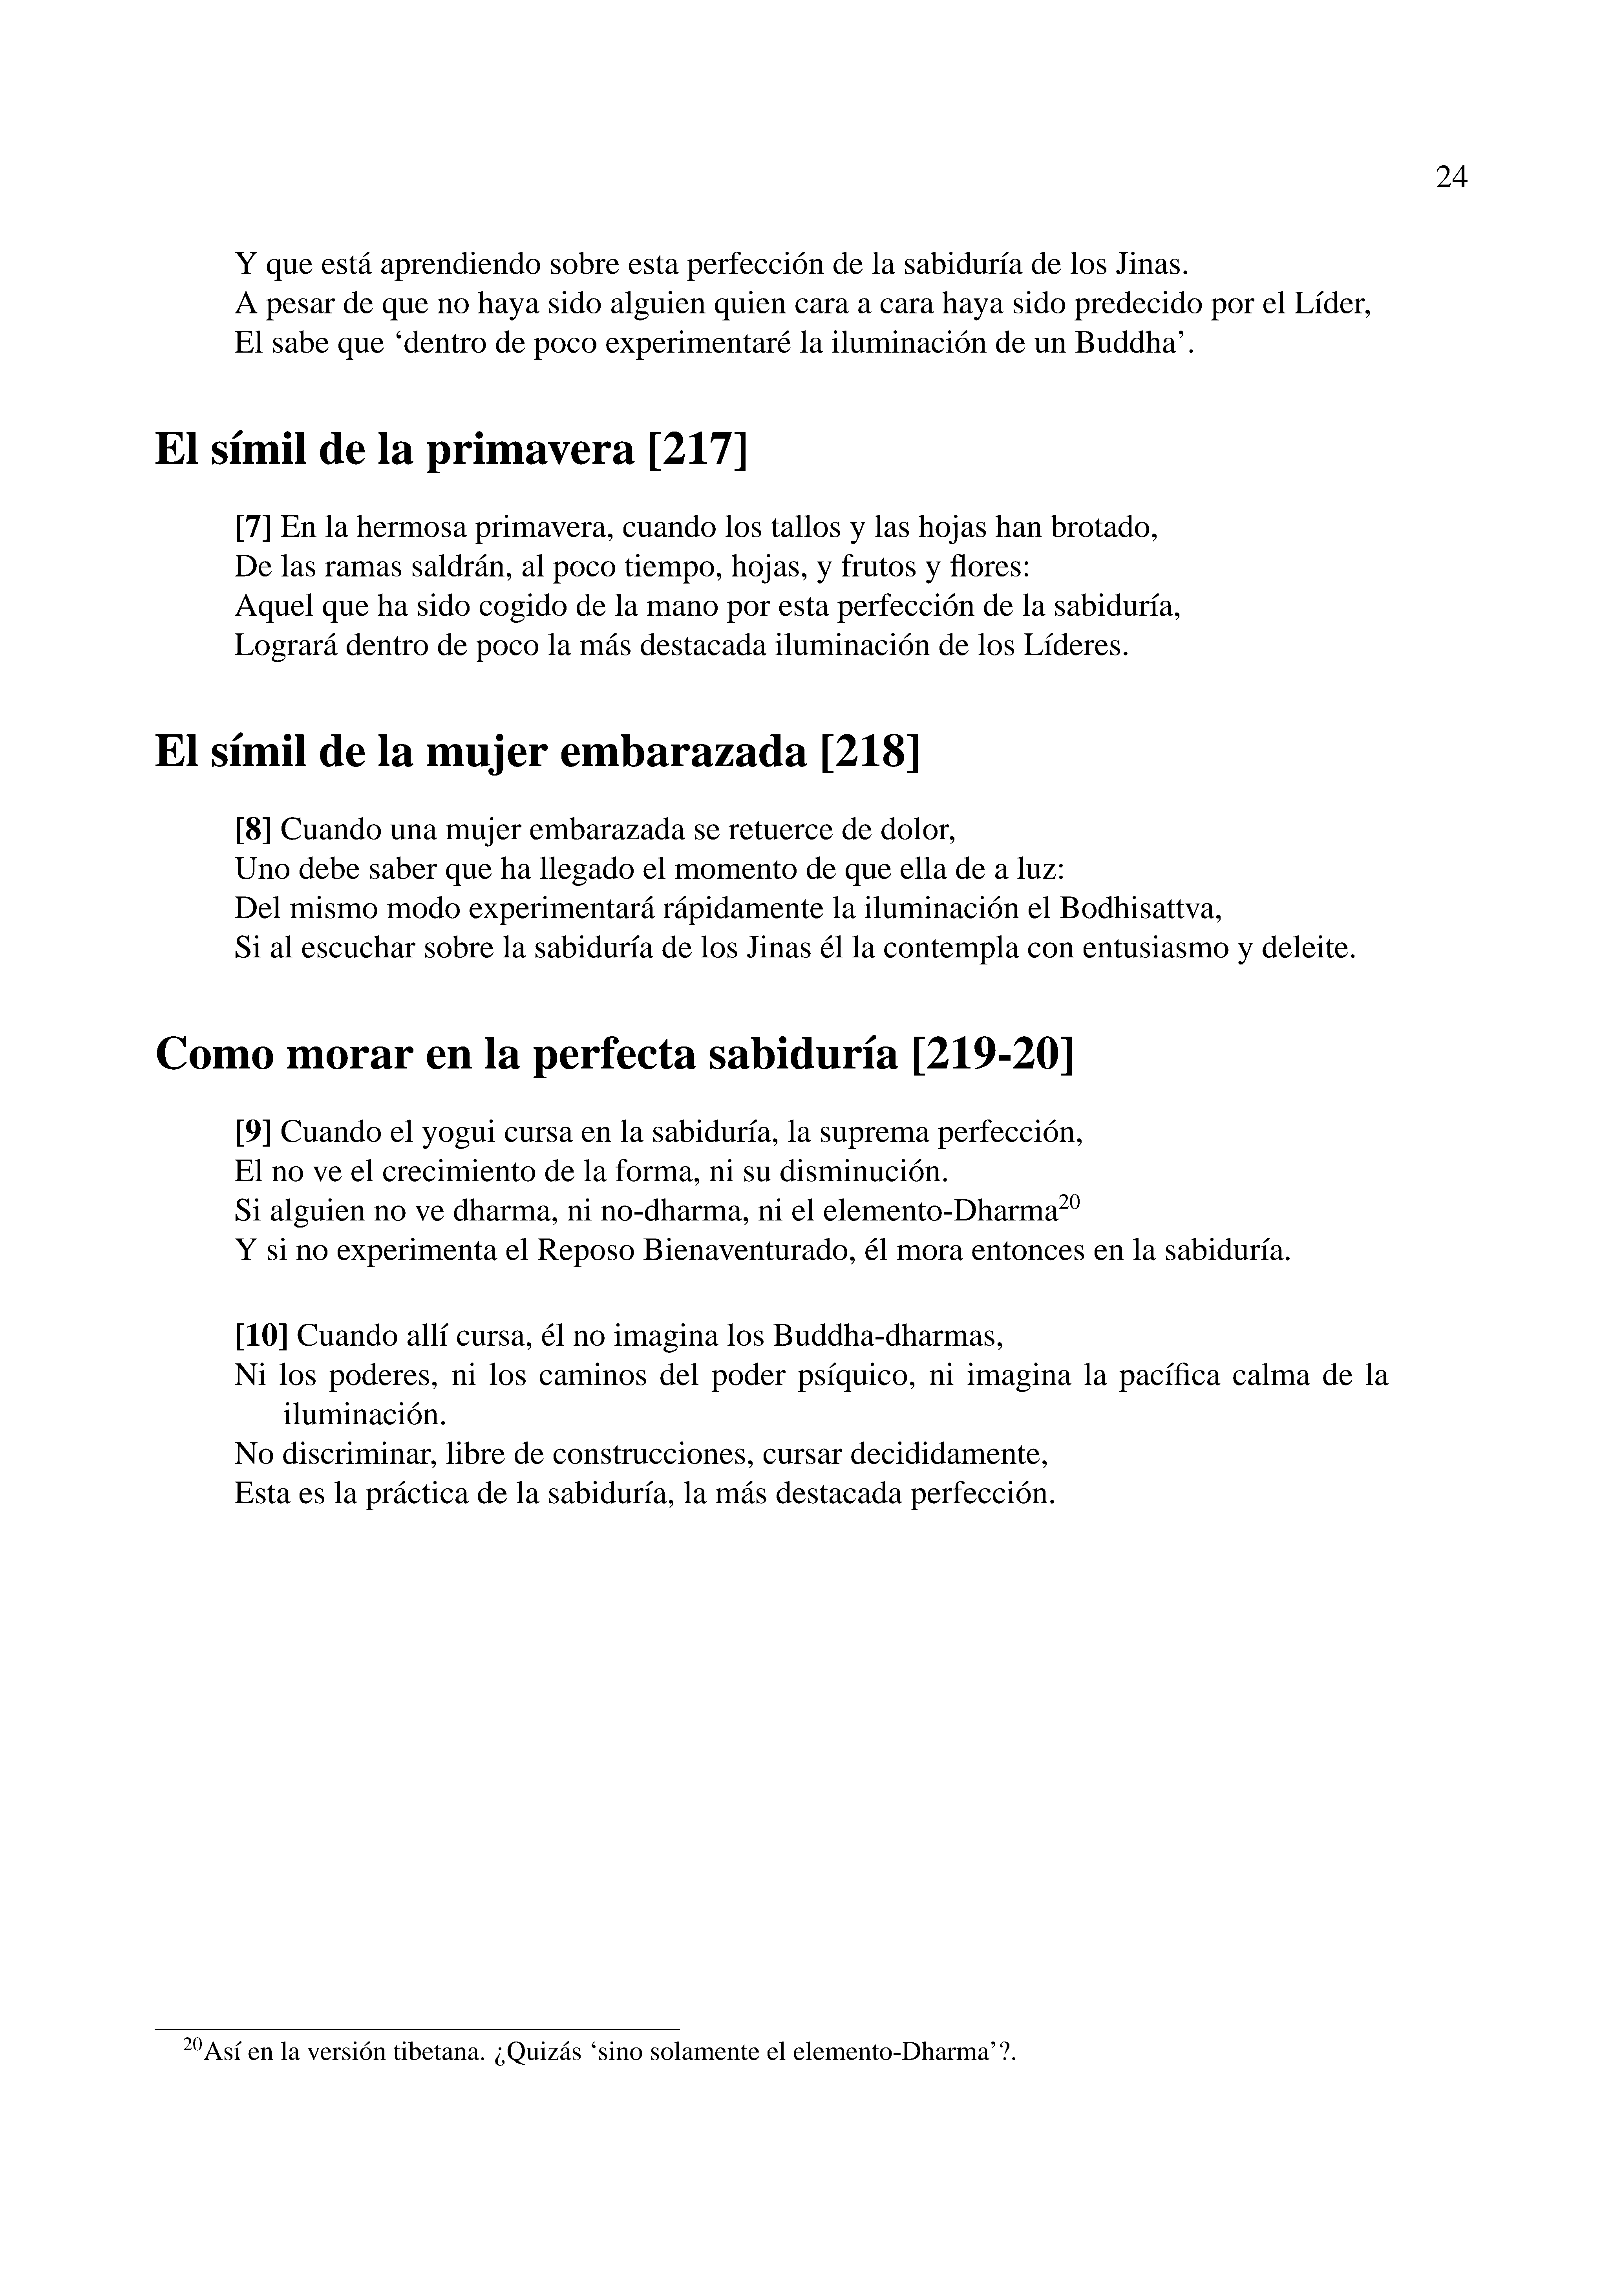 24
Y que está aprendiendo sobre esta perfección de la sabiduría de los Jinas.
A pesar de que no haya sido alguien quien cara a cara haya sido predecido por el Líder,
El sabe que ‘dentro de poco experimentaré la iluminación de un Buddha’.
El símil de la primavera [217]
[7] En la hermosa primavera, cuando los tallos y las hojas han brotado,
De las ramas saldrán, al poco tiempo, hojas, y frutos y flores:
Aquel que ha sido cogido de la mano por esta perfección de la sabiduría,
Logrará dentro de poco la más destacada iluminación de los Líderes.
El símil de la mujer embarazada [218]
[8] Cuando una mujer embarazada se retuerce de dolor,
Uno debe saber que ha llegado el momento de que ella de a luz:
Del mismo modo experimentará rápidamente la iluminación el Bodhisattva,
Si al escuchar sobre la sabiduría de los Jinas él la contempla con entusiasmo y deleite.
Como morar en la perfecta sabiduría [219-20]
[9] Cuando el yogui cursa en la sabiduría, la suprema perfección,
El no ve el crecimiento de la forma, ni su disminución.
Si alguien no ve dharma, ni no-dharma, ni el elemento-Dharma20
Y si no experimenta el Reposo Bienaventurado, él mora entonces en la sabiduría.
[10] Cuando allí cursa, él no imagina los Buddha-dharmas,
Ni los poderes, ni los caminos del poder psíquico, ni imagina la pacífica calma de la
iluminación.
No discriminar, libre de construcciones, cursar decididamente,
Esta es la práctica de la sabiduría, la más destacada perfección.
20Así en la versión tibetana. ¿Quizás ‘sino solamente el elemento-Dharma’?.